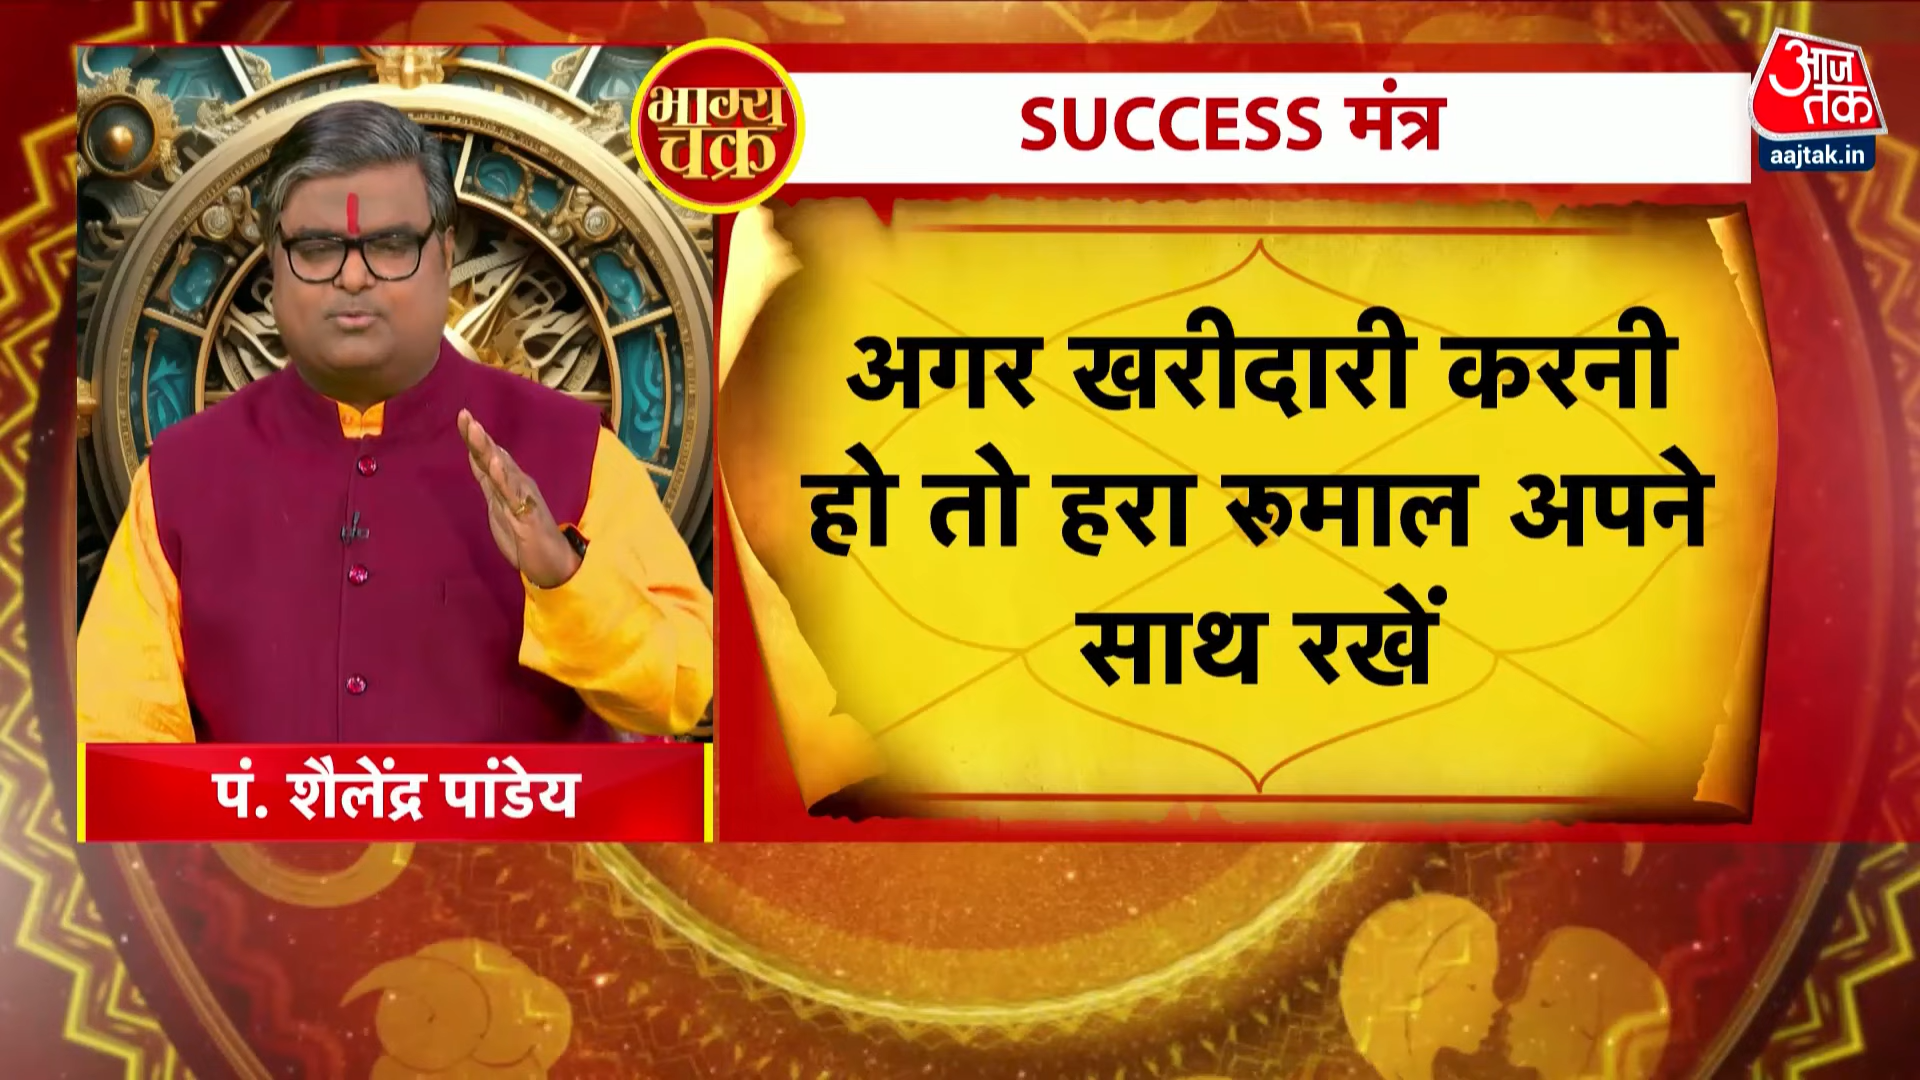 भाग्य
चक्र
SUCCESS मंत्र
आज
तक
aajtak.in
अगर खरीदारी करनी
हो तो हरा रूमाल अपने
साथ रखें
पं. शैलेंद्र पांडेय